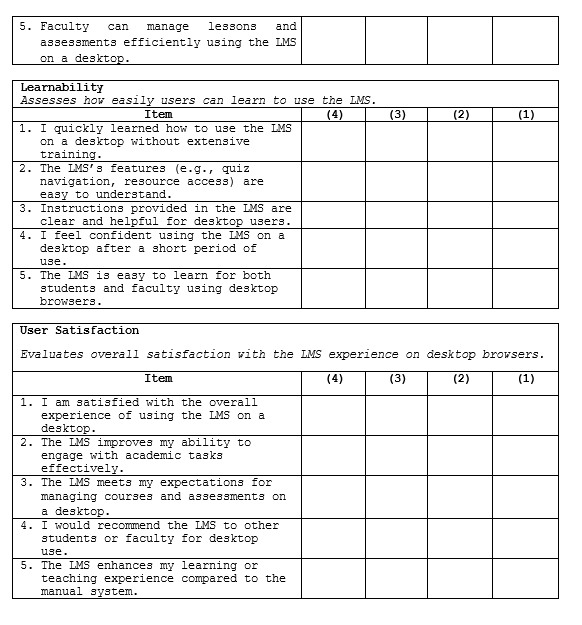 5. Faculty can manage lessons and
assessments efficiently using the LMS
on a desktop.
Learnability
Assesses how easily users can learn to use the LMS.
Item (4) (3) (2) (1)
1. I quickly learned how to use the LMS
on a desktop without extensive
training.
2. The LMS’s features (e.g., quiz
navigation, resource access) are
easy to understand.
3. Instructions provided in the LMS are
clear and helpful for desktop users.
4. I feel confident using the LMS on a
desktop after a short period of
use.
5. The LMS is easy to learn for both
students and faculty using desktop
browsers.
User Satisfaction
Evaluates overall satisfaction with the LMS experience on desktop browsers.
Item (4) (3) (2) (1)
1. I am satisfied with the overall
experience of using the LMS on a
desktop.
2. The LMS improves my ability to
engage with academic tasks
effectively.
3. The LMS meets my expectations for
managing courses and assessments on
a desktop.
4. I would recommend the LMS to other
students or faculty for desktop
use.
5. The LMS enhances my learning or
teaching experience compared to the
manual system.